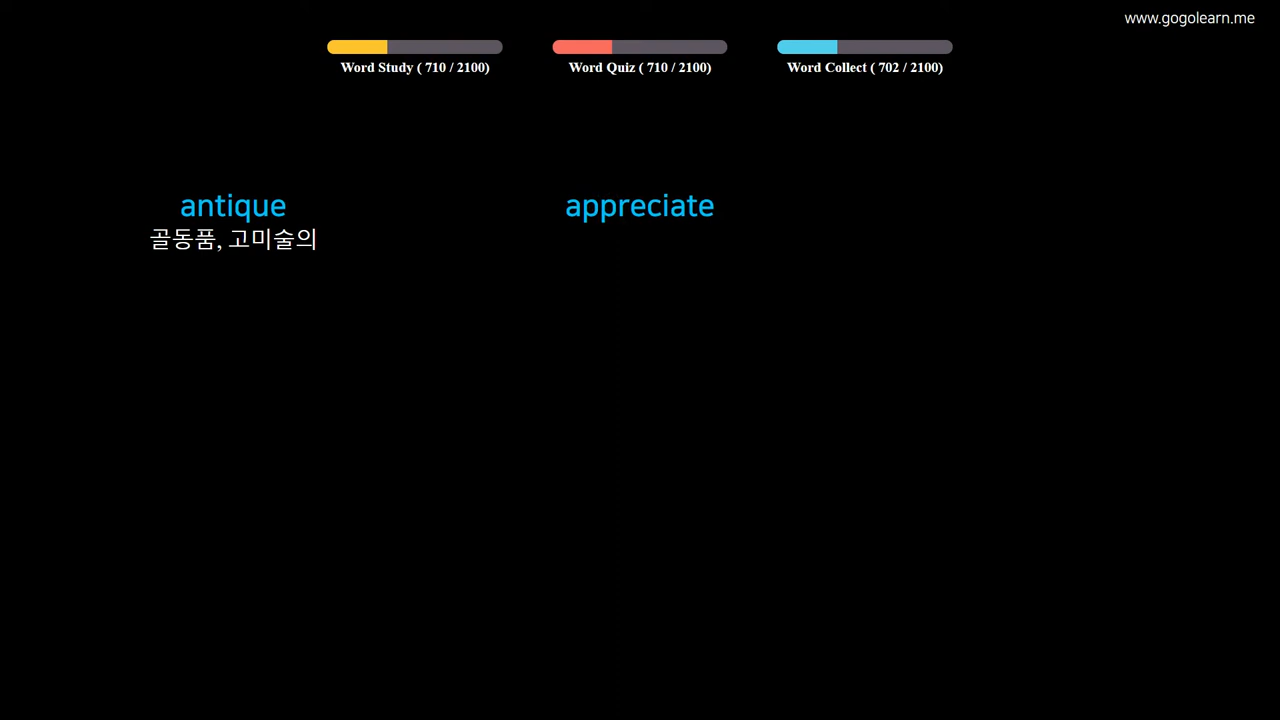 www.gogolearn.me
Word Study ( 710 / 2100)
Word Quiz ( 710 / 2100)
Word Collect ( 702 / 2100)
antique
골동품, 고미술의
appreciate